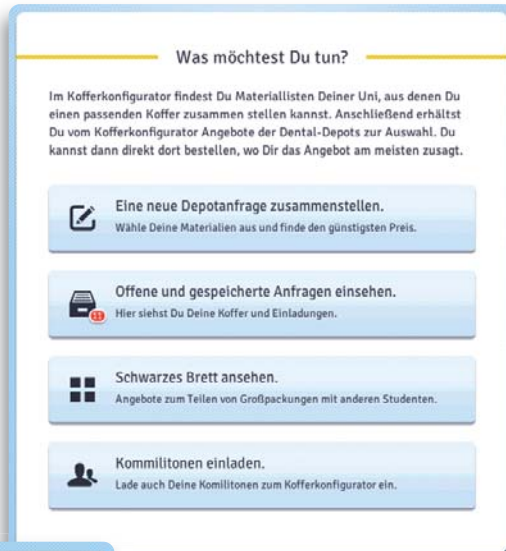 Was möchtest Du tun?
Im Kofferkonfigurator findest Du Materiallisten Deiner Uni, aus denen Du
einen passenden Koffer zusammen stellen kannst. Anschließend erhältst
Du vom Kofferkonfigurator Angebote der Dental-Depots zur Auswahl. Du
kannst dann direkt dort bestellen, wo Dir das Angebot am meisten zusagt.
Eine neue Depotanfrage zusammenstellen.
Wähle Deine Materialien aus und finde den günstigsten Preis.
Offene und gespeicherte Anfragen einsehen.
Hier siehst Du Deine Koffer und Einladungen.
11
Schwarzes Brett ansehen.
Angebote zum Teilen von Großpackungen mit anderen Studenten.
Kommilitonen einladen.
Lade auch Deine Komilitonen zum Kofferkonfigurator ein.